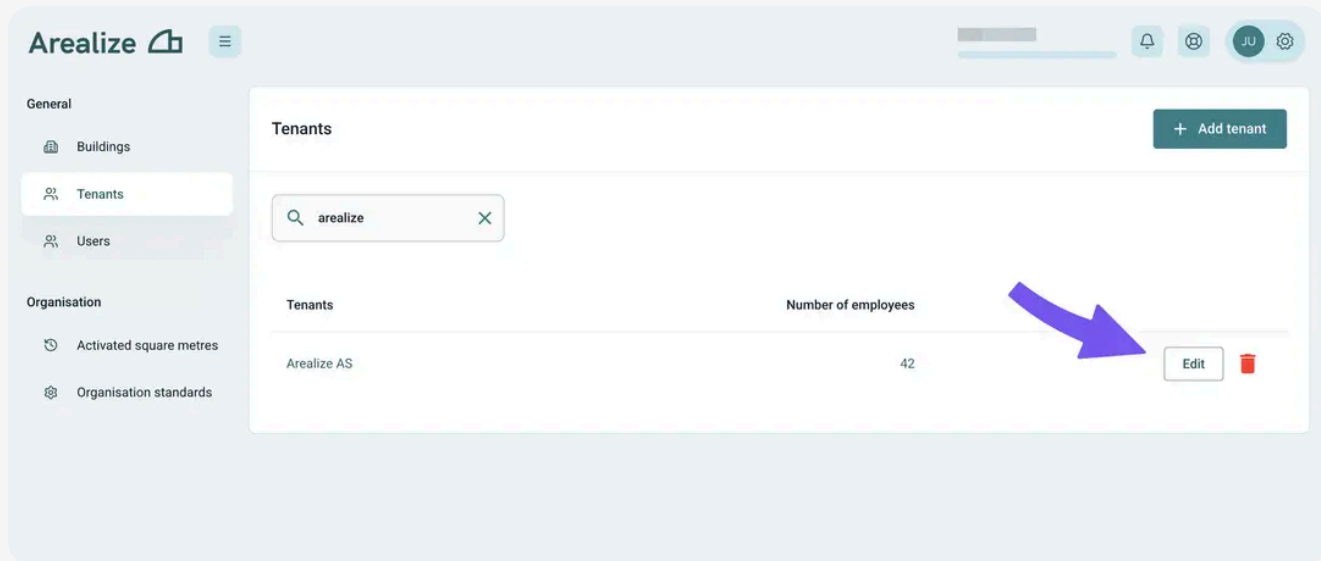 Arealize
JU
General
Buildings
Tenants
Users
Organisation
Activated square metres
Organisation standards
Tenants
+ Add tenant
arealize
Tenants Number of employees
Arealize AS 42 Edit